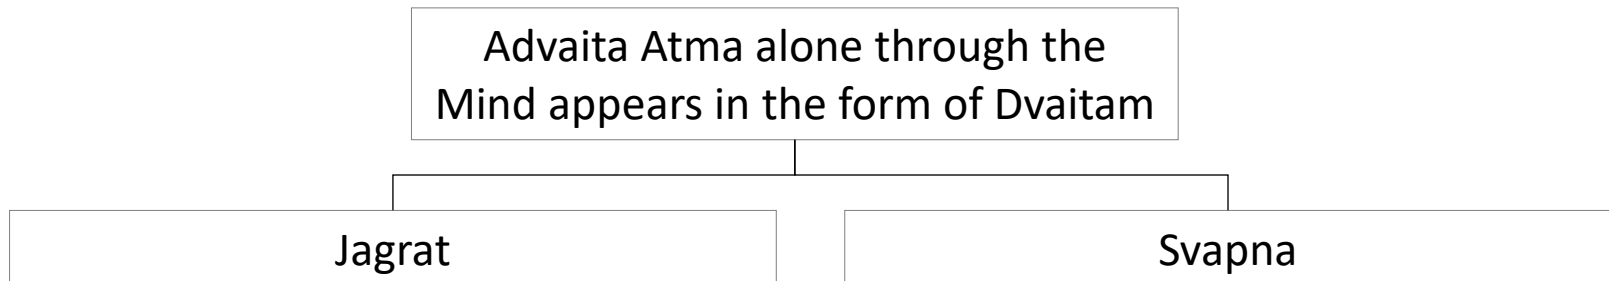 Advaita Atma alone through the
Mind appears in the form of Dvaitam
Jagrat
Svapna